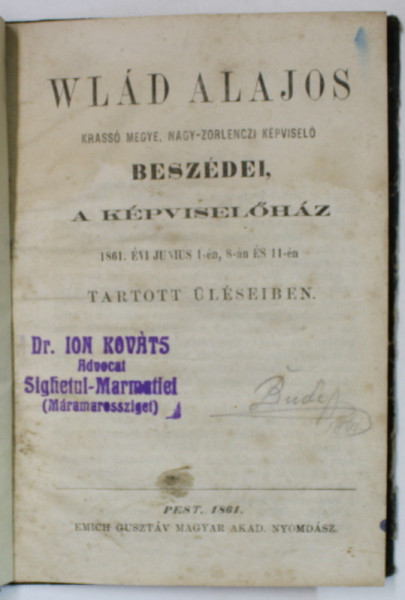 WLÁD ALAJOS
KRASSÓ MEGYE, NAGY-ZORLENCZI KÉPVISELŐ
BESZÉDEI,
A KÉPVISELŐHÁZ
1861. ÉVI JUNIUS 1-én, 8-án ÉS 11-én
TARTOTT ÜLÉSEIBEN.
Dr. ION KOVÀTS
Advocat
Sighetul-Marmatiei
(Máramarossziget)
PEST, 1861.
EMICH GUSZTÁV MAGYAR AKAD. NYOMDÁSZ.